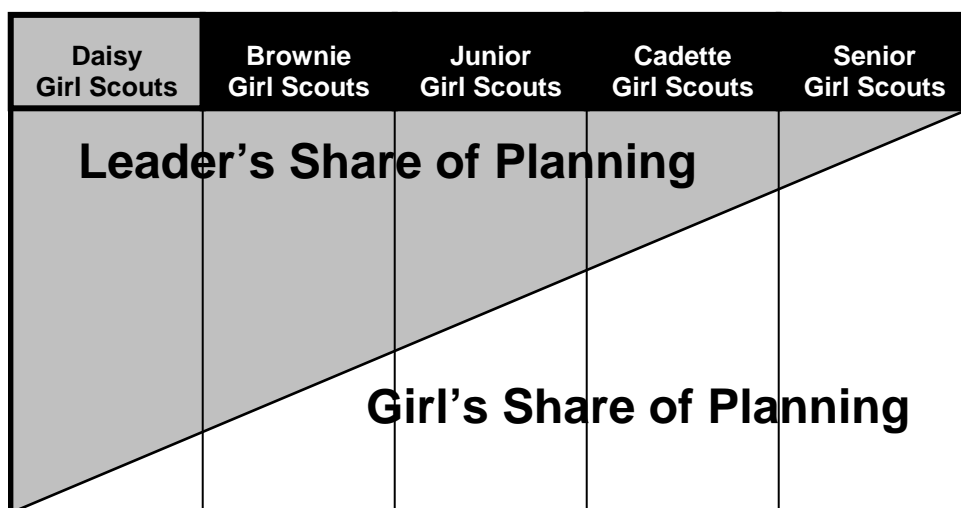 Daisy
Girl Scouts
Brownie
Girl Scouts
Junior
Girl Scouts
Cadette
Girl Scouts
Senior
Girl Scouts
Leader’s Share of Planning
Girl’s Share of Planning